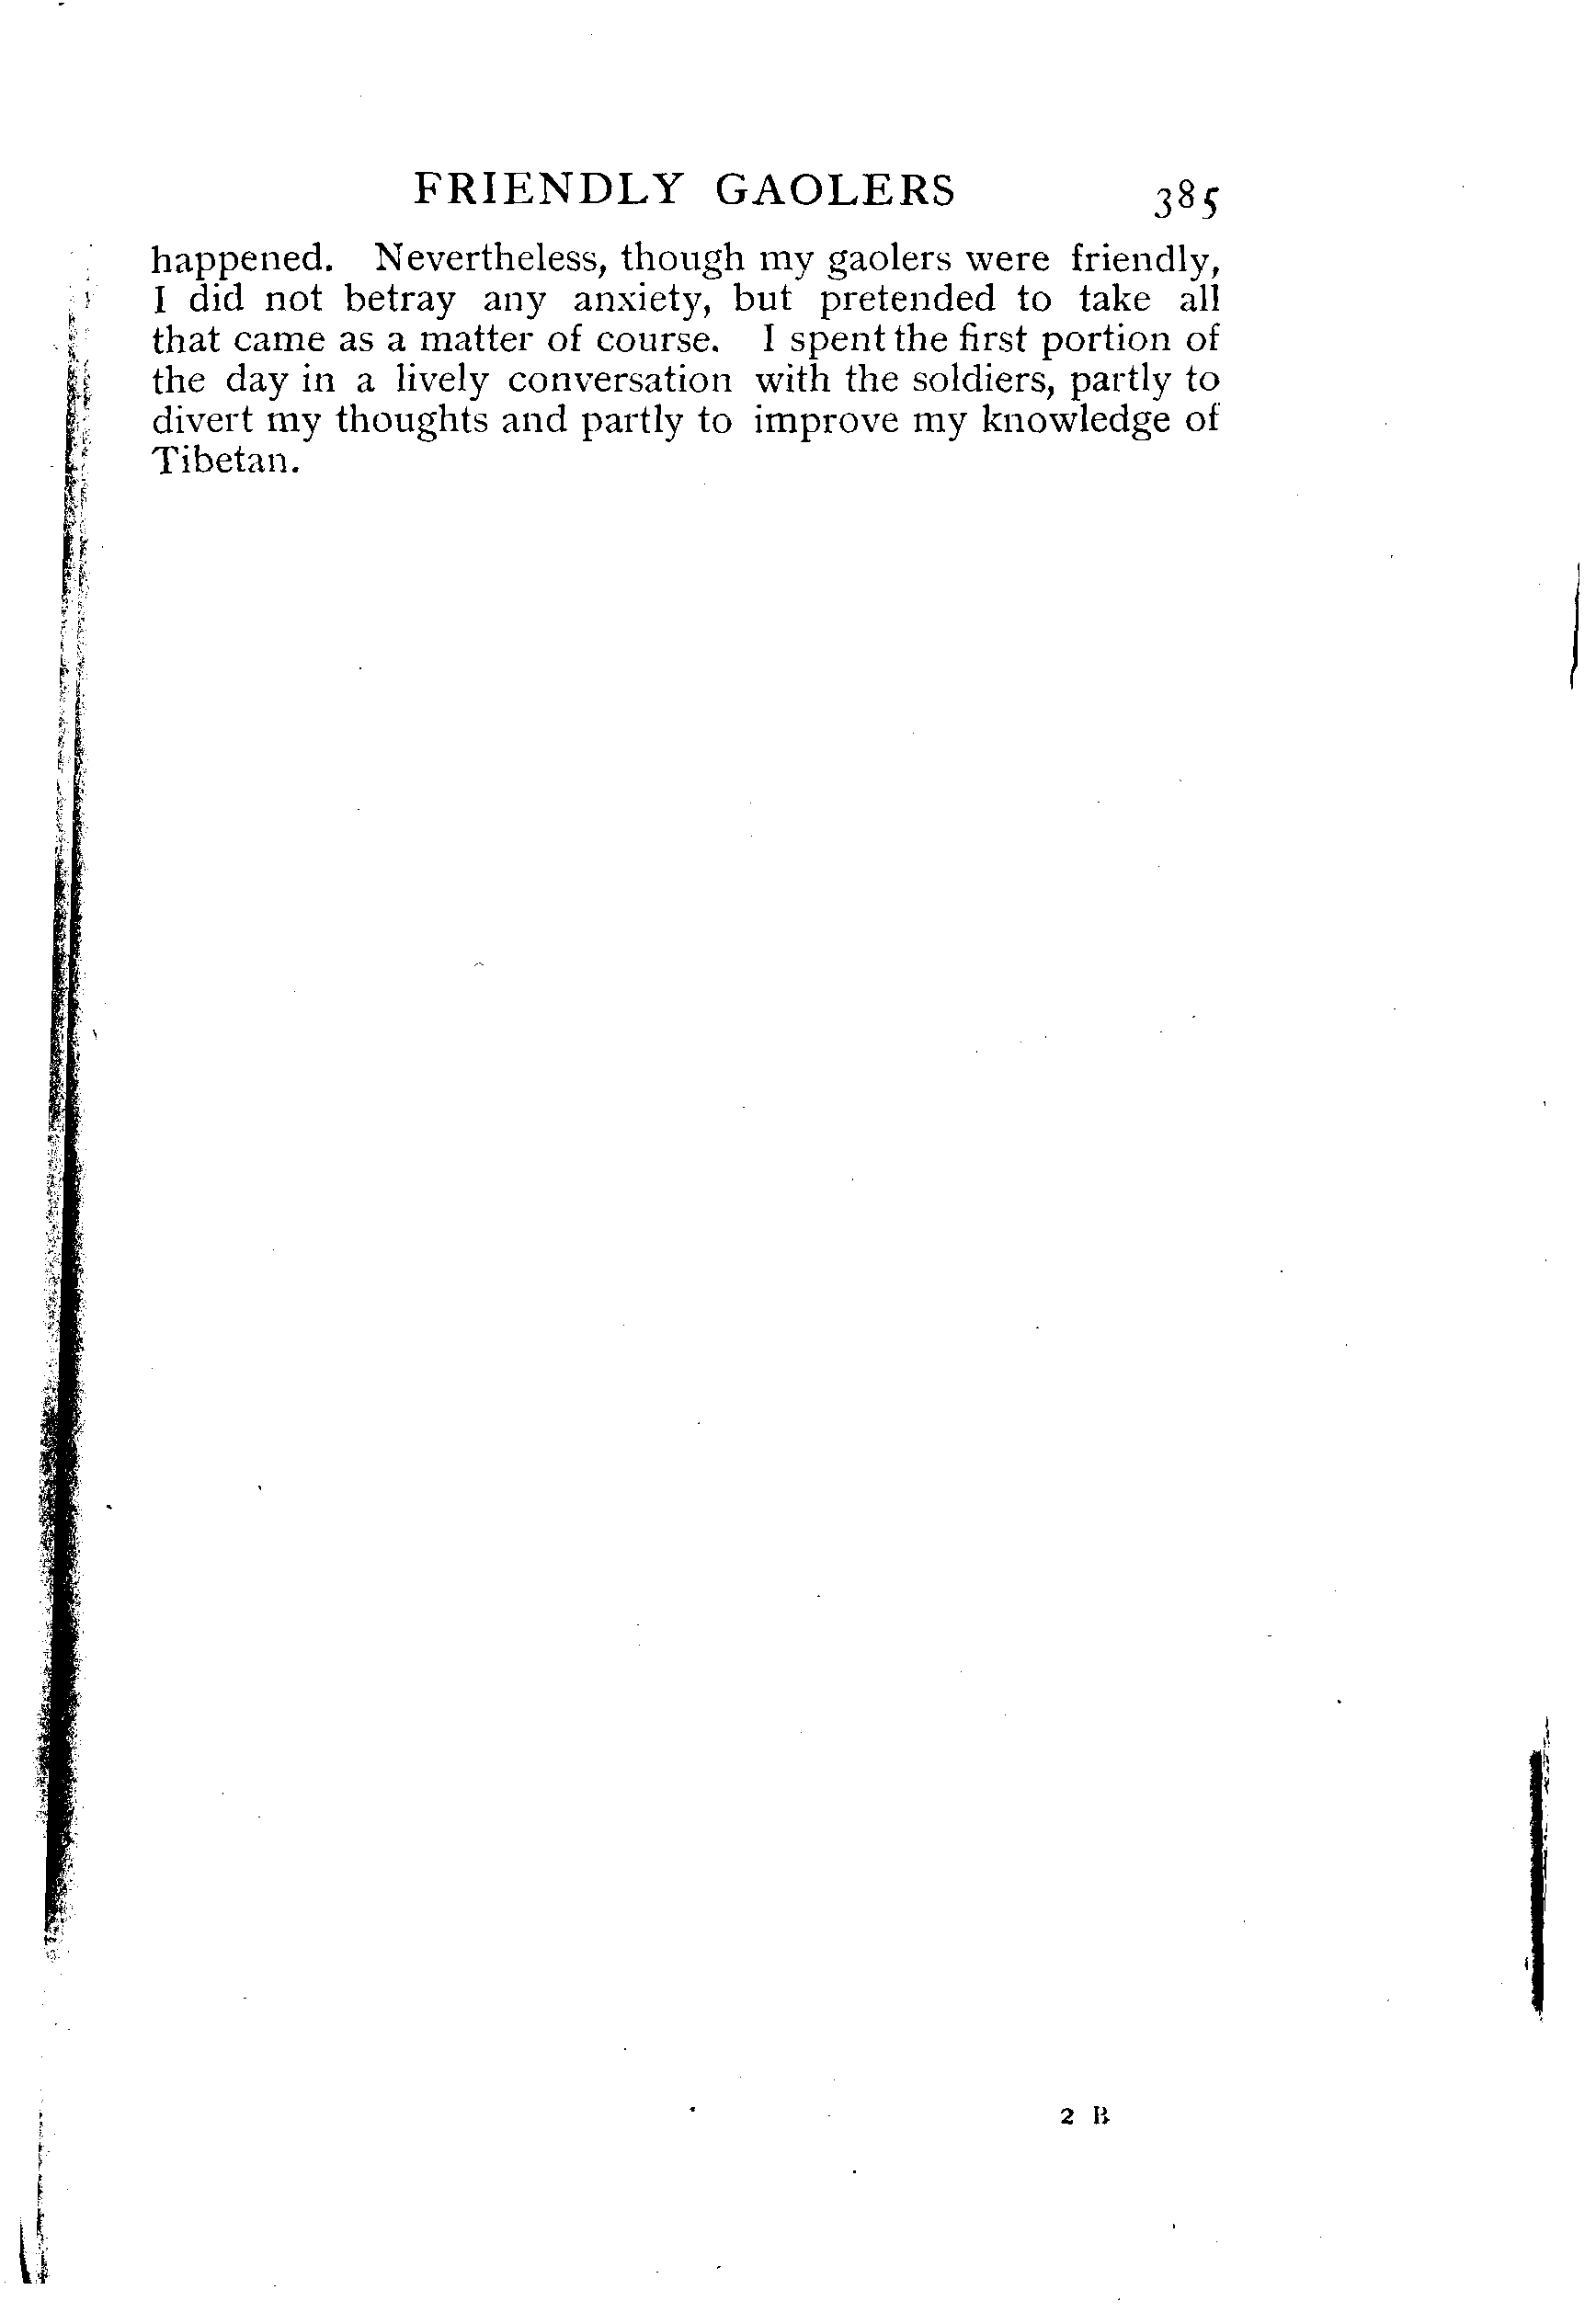 FRIENDLY GAOLERS 385
happened. Nevertheless, though my gaolers were friendly,
I did not betray any anxiety, but pretended to take all
that came as a matter of course. I spent the first portion of
the day in a lively conversation with the soldiers, partly to
divert my thoughts and partly to improve my knowledge of
Tibetan.
2 B